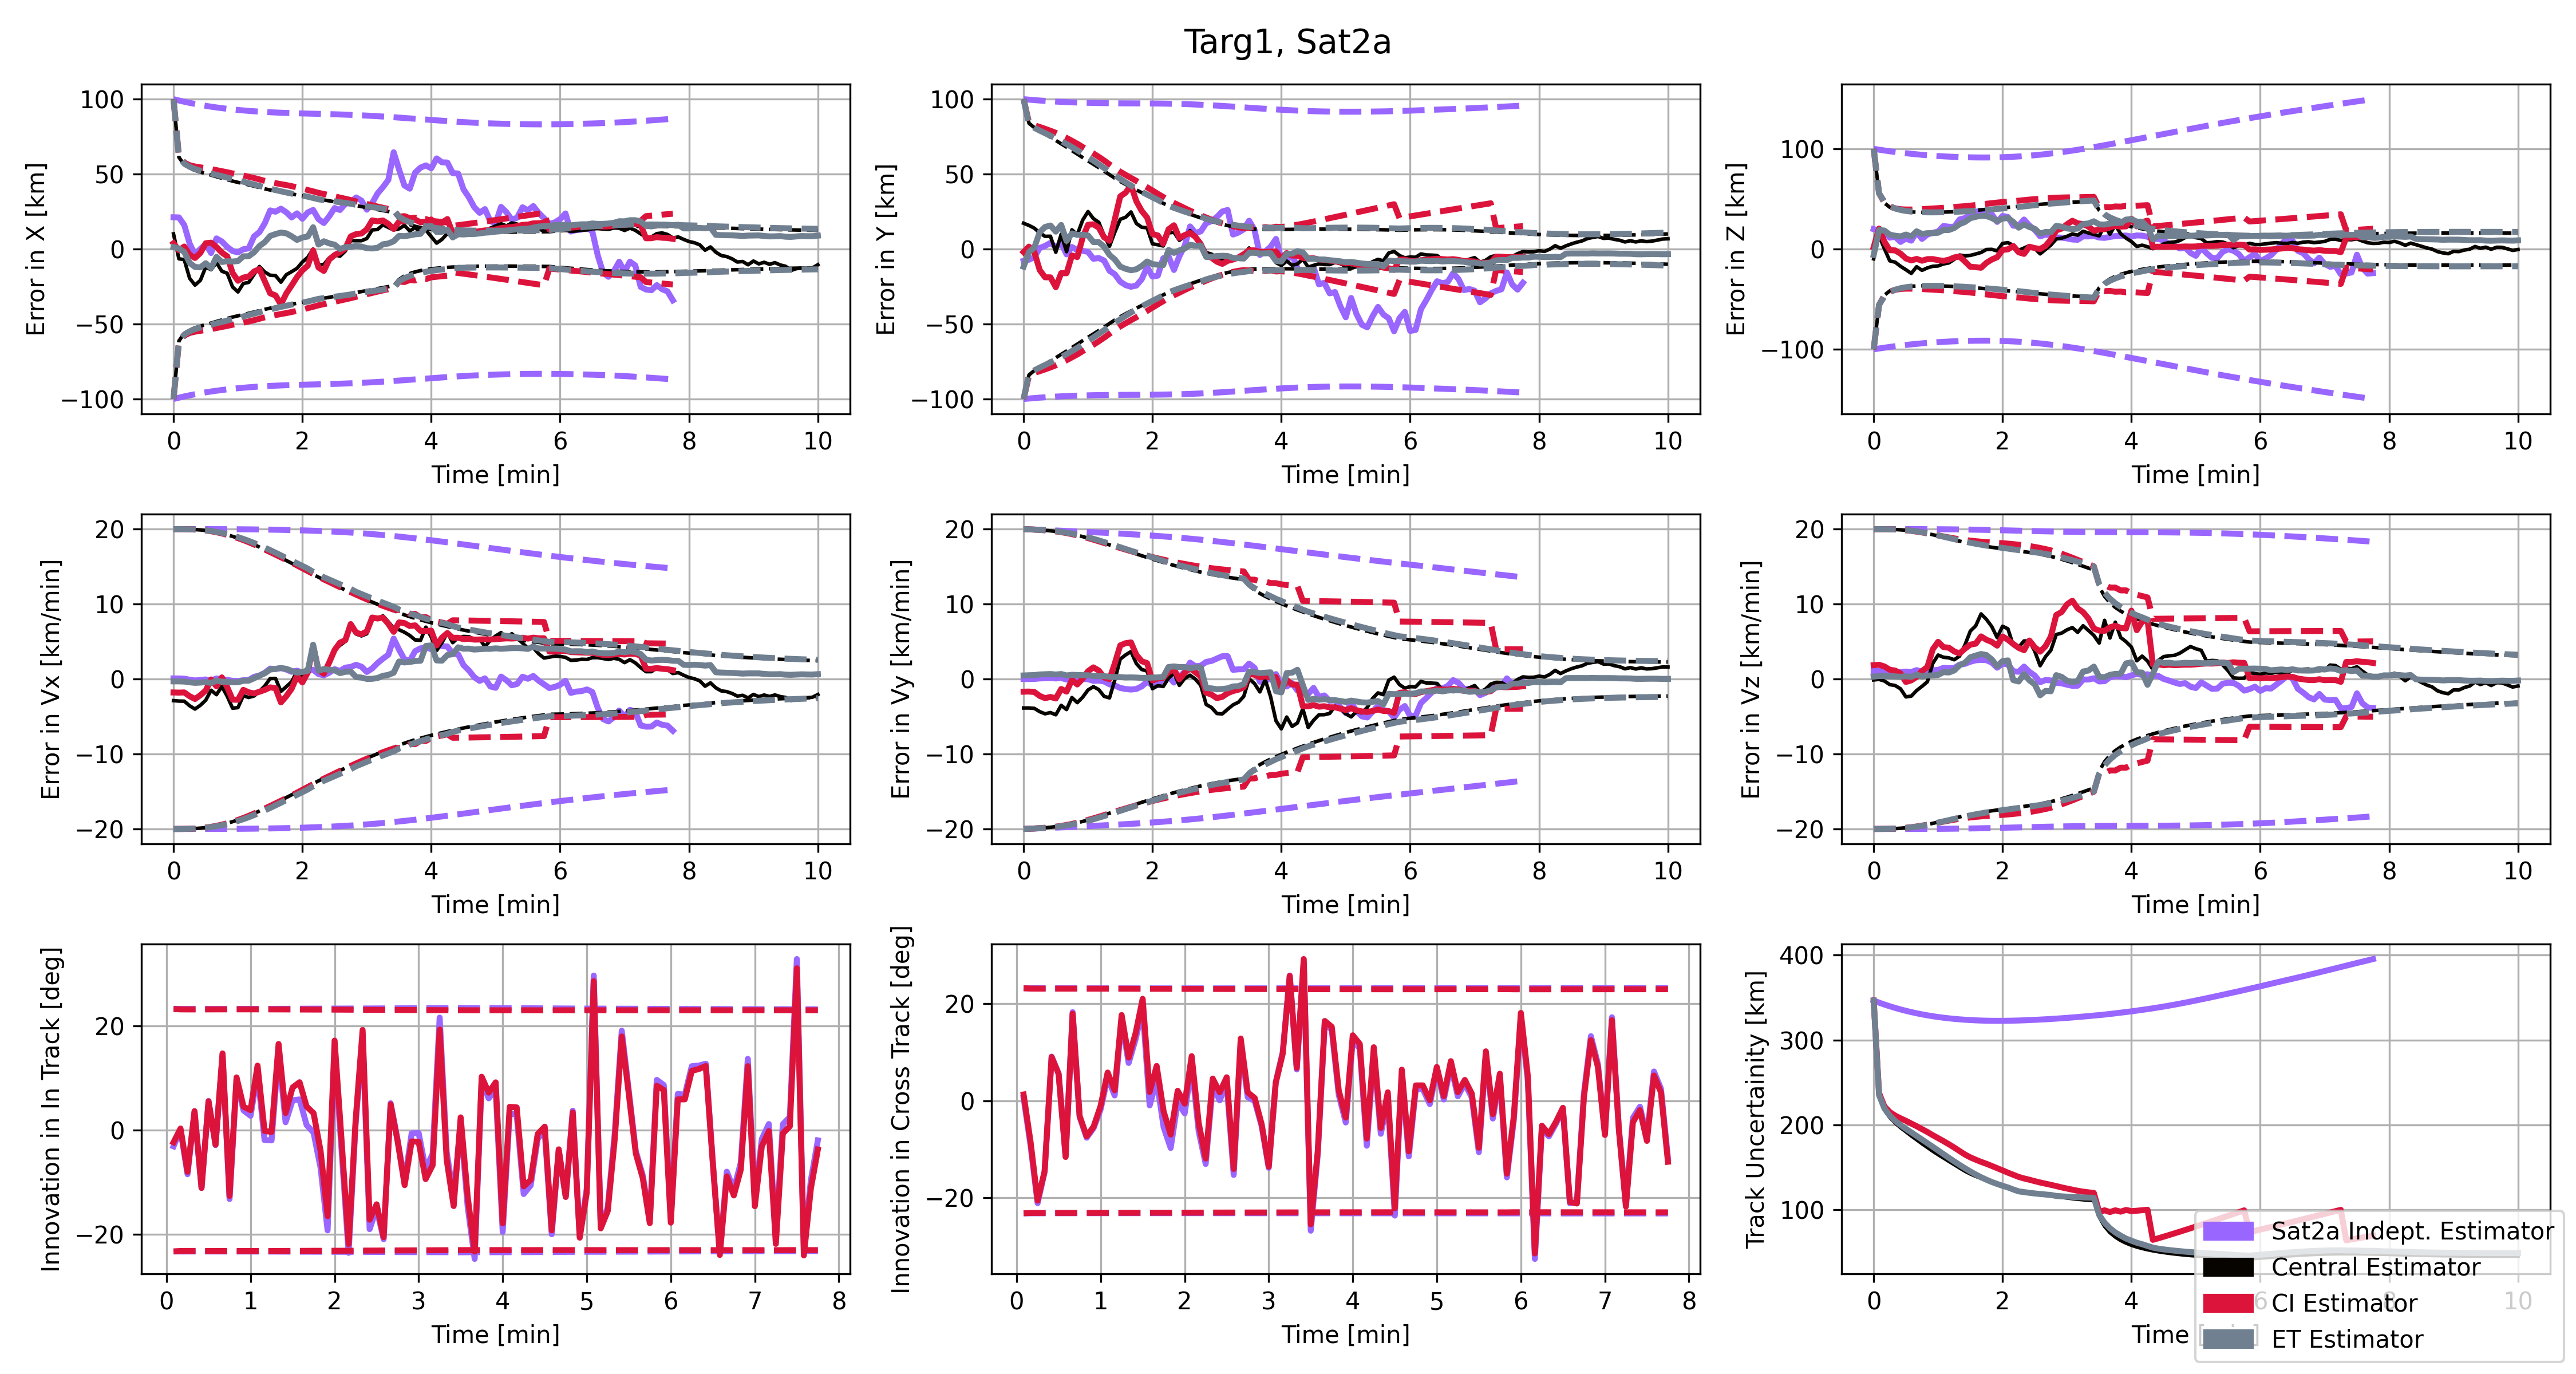 Targ1, Sat2a
Error in X [km]
100
50
0
−50
−100
0 2 4 6 8 10
Time [min]
Error in Y [km]
100
50
0
−50
−100
0 2 4 6 8 10
Time [min]
Error in Z [km]
100
0
−100
0 2 4 6 8 10
Time [min]
Error in Vx [km/min]
20
10
0
−10
−20
0 2 4 6 8 10
Time [min]
Error in Vy [km/min]
20
10
0
−10
−20
0 2 4 6 8 10
Time [min]
Error in Vz [km/min]
20
10
0
−10
−20
0 2 4 6 8 10
Time [min]
Innovation in In Track [deg]
20
0
−20
0 1 2 3 4 5 6 7 8
Time [min]
Innovation in Cross Track [deg]
20
0
−20
0 1 2 3 4 5 6 7 8
Time [min]
Track Uncertainity [km]
400
300
200
100
0 2 4 6 8 10
Time
Sat2a Indept. Estimator
Central Estimator
CI Estimator
ET Estimator